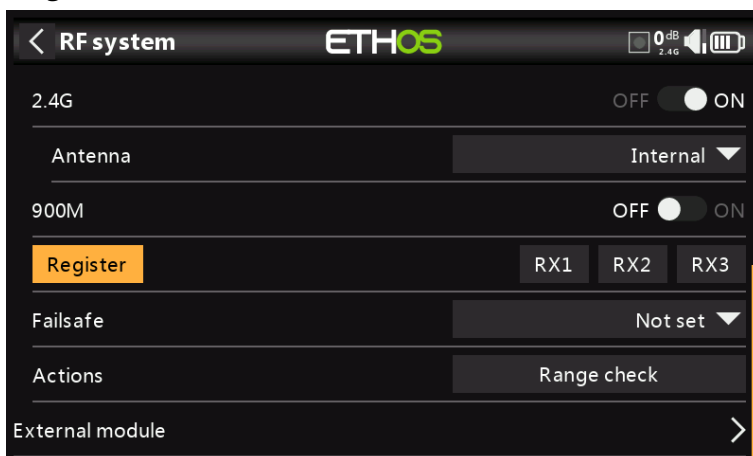 RF system ETHOS 0dB 2.4G
2.4G OFF ON
Antenna Internal
900M OFF ON
Register RX1 RX2 RX3
Failsafe Not set
Actions Range check
External module